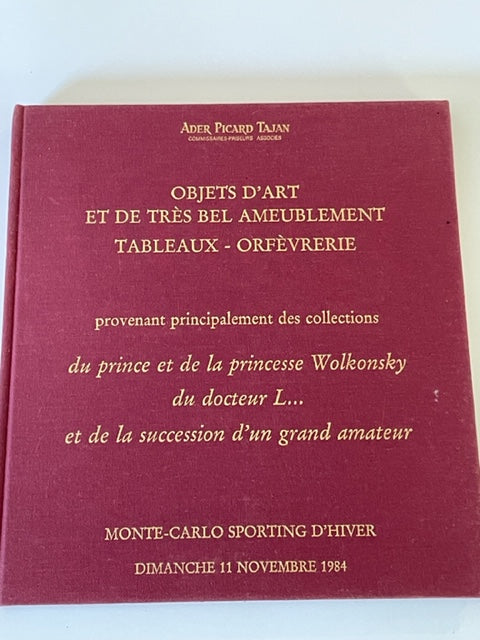 ADER PICARD TAJAN
COMMISSAIRES-PRISEURS ASSOCIÉS
OBJETS D'ART
ET DE TRÈS BEL AMEUBLEMENT
TABLEAUX - ORFÈVRERIE
provenant principalement des collections
du prince et de la princesse Wolkonsky
du docteur L...
et de la succession d'un grand amateur
MONTE-CARLO SPORTING D'HIVER
DIMANCHE 11 NOVEMBRE 1984